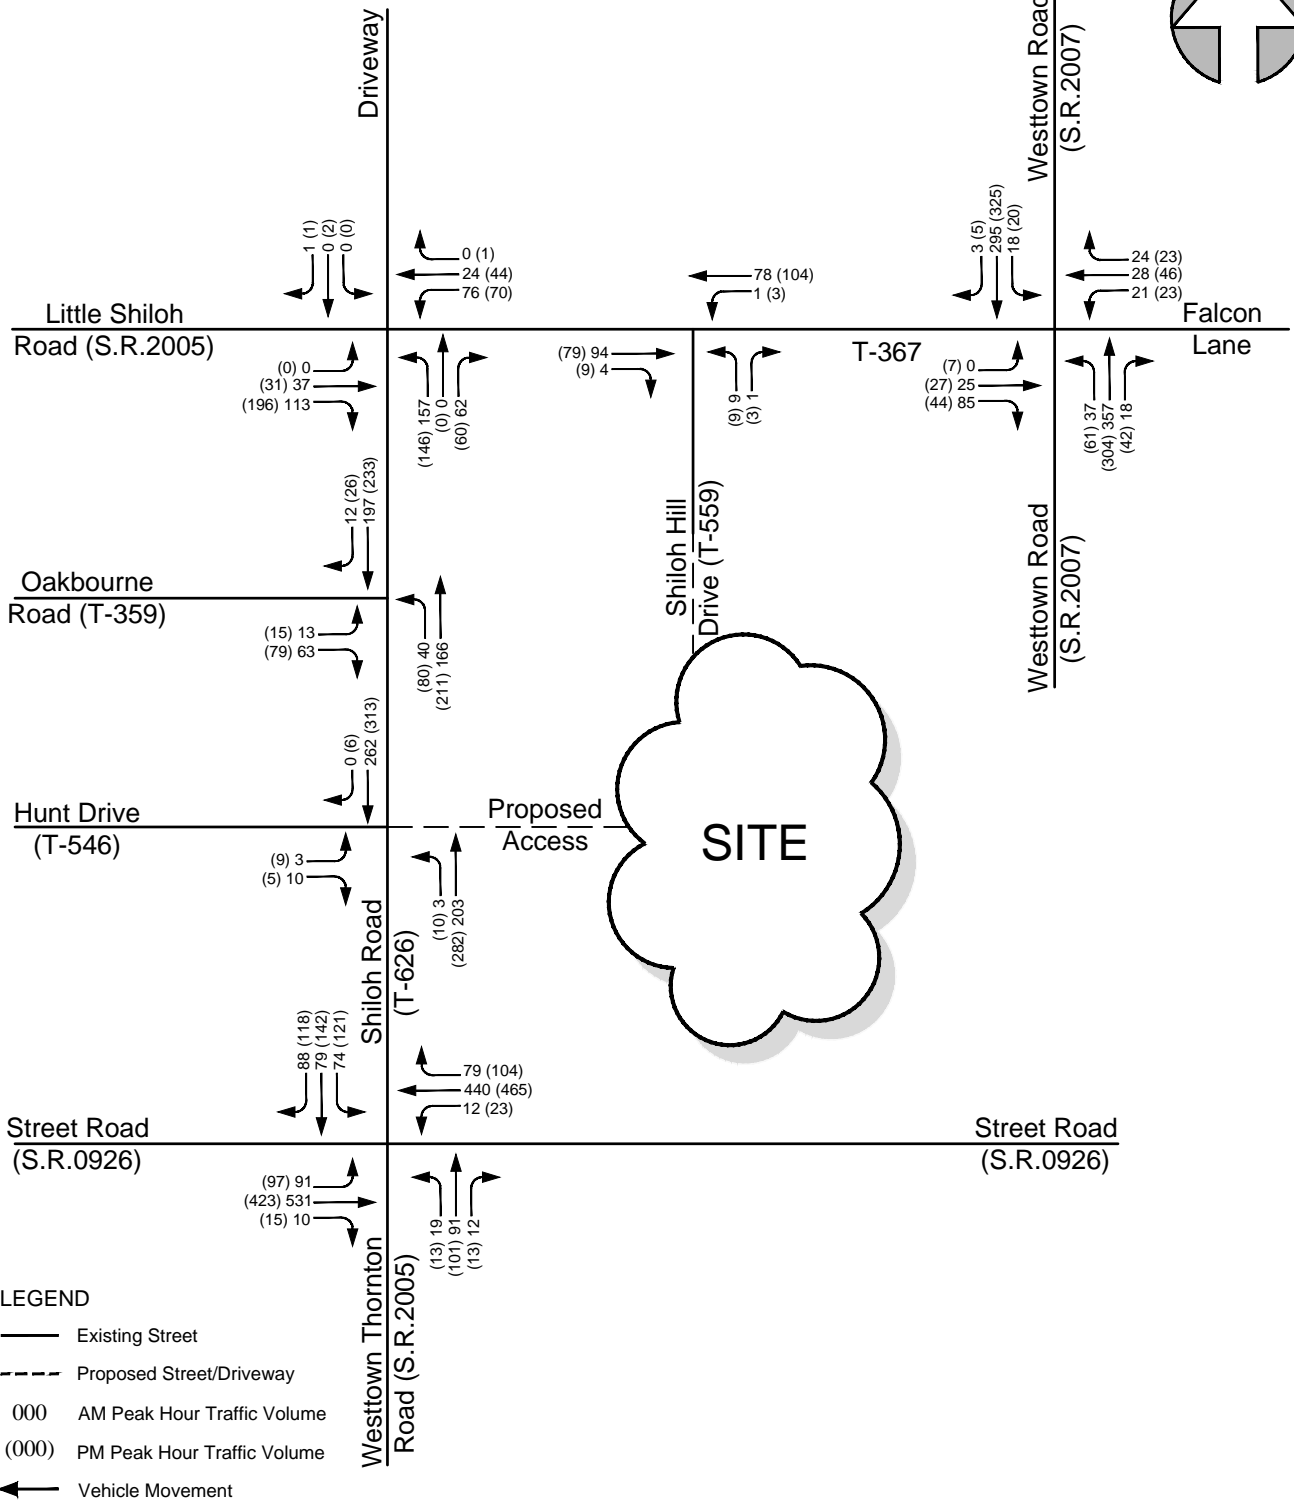 Driveway
Westtown Road
(S.R.2007)
1 (1)
0 (2)
0 (0)
0 (1)
24 (44)
76 (70)
78 (104)
1 (3)
3 (5)
295 (325)
18 (20)
24 (23)
28 (46)
21 (23)
Little Shiloh
Road (S.R.2005)
Falcon
Lane
T-367
(0) 0
(31) 37
(196) 113
(146) 157
(0) 0
(60) 62
(79) 94
(9) 4
(9) 9
(3) 1
(7) 0
(27) 25
(44) 85
(61) 37
(304) 357
(42) 18
12 (26)
197 (233)
Shiloh Hill
Drive (T-559)
Westtown Road
(S.R.2007)
Oakbourne
Road (T-359)
(15) 13
(79) 63
(80) 40
(211) 166
0 (6)
262 (313)
Hunt Drive
(T-546)
Proposed
Access
SITE
(9) 3
(5) 10
(10) 3
(282) 203
Shiloh Road
(T-626)
88 (118)
79 (142)
74 (121)
79 (104)
440 (465)
12 (23)
Street Road
(S.R.0926)
Street Road
(S.R.0926)
(97) 91
(423) 531
(15) 10
(13) 19
(101) 91
(13) 12
Westtown Thornton
Road (S.R.2005)
LEGEND
Existing Street
Proposed Street/Driveway
000 AM Peak Hour Traffic Volume
(000) PM Peak Hour Traffic Volume
Vehicle Movement